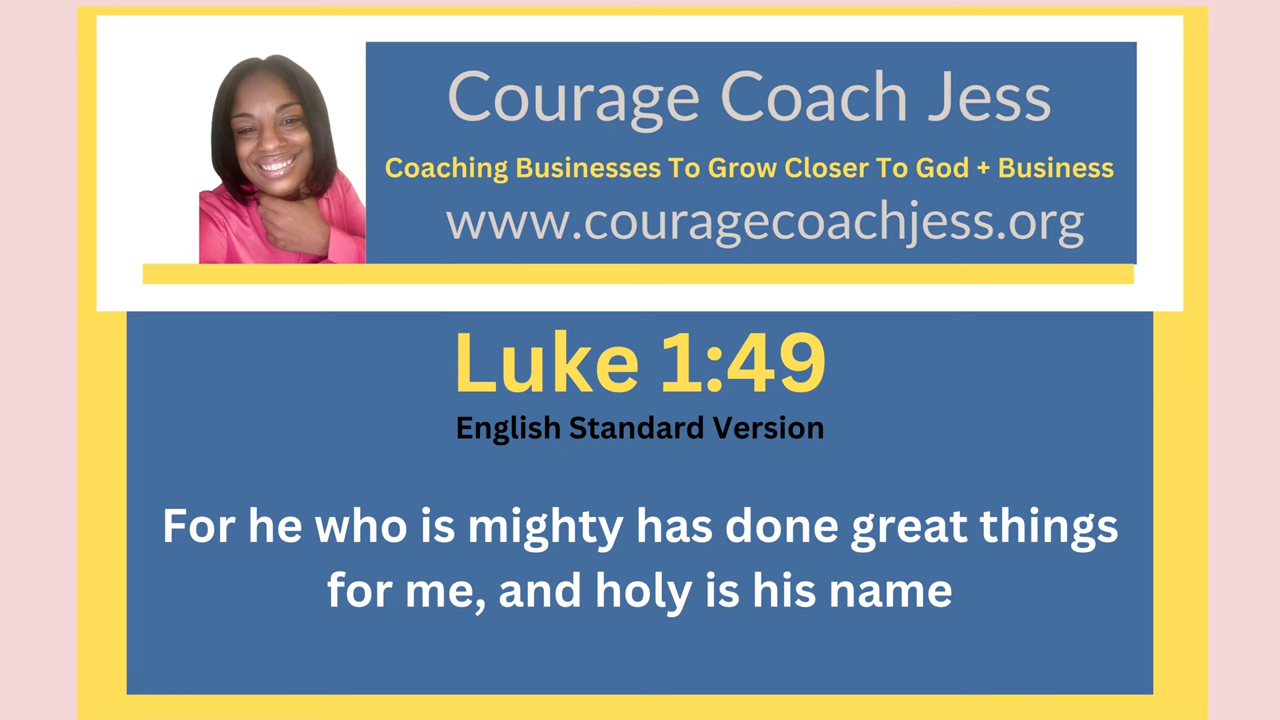 Courage Coach Jess
Coaching Businesses To Grow Closer To God + Business
www.couragecoachjess.org
Luke 1:49
English Standard Version
For he who is mighty has done great things
for me, and holy is his name